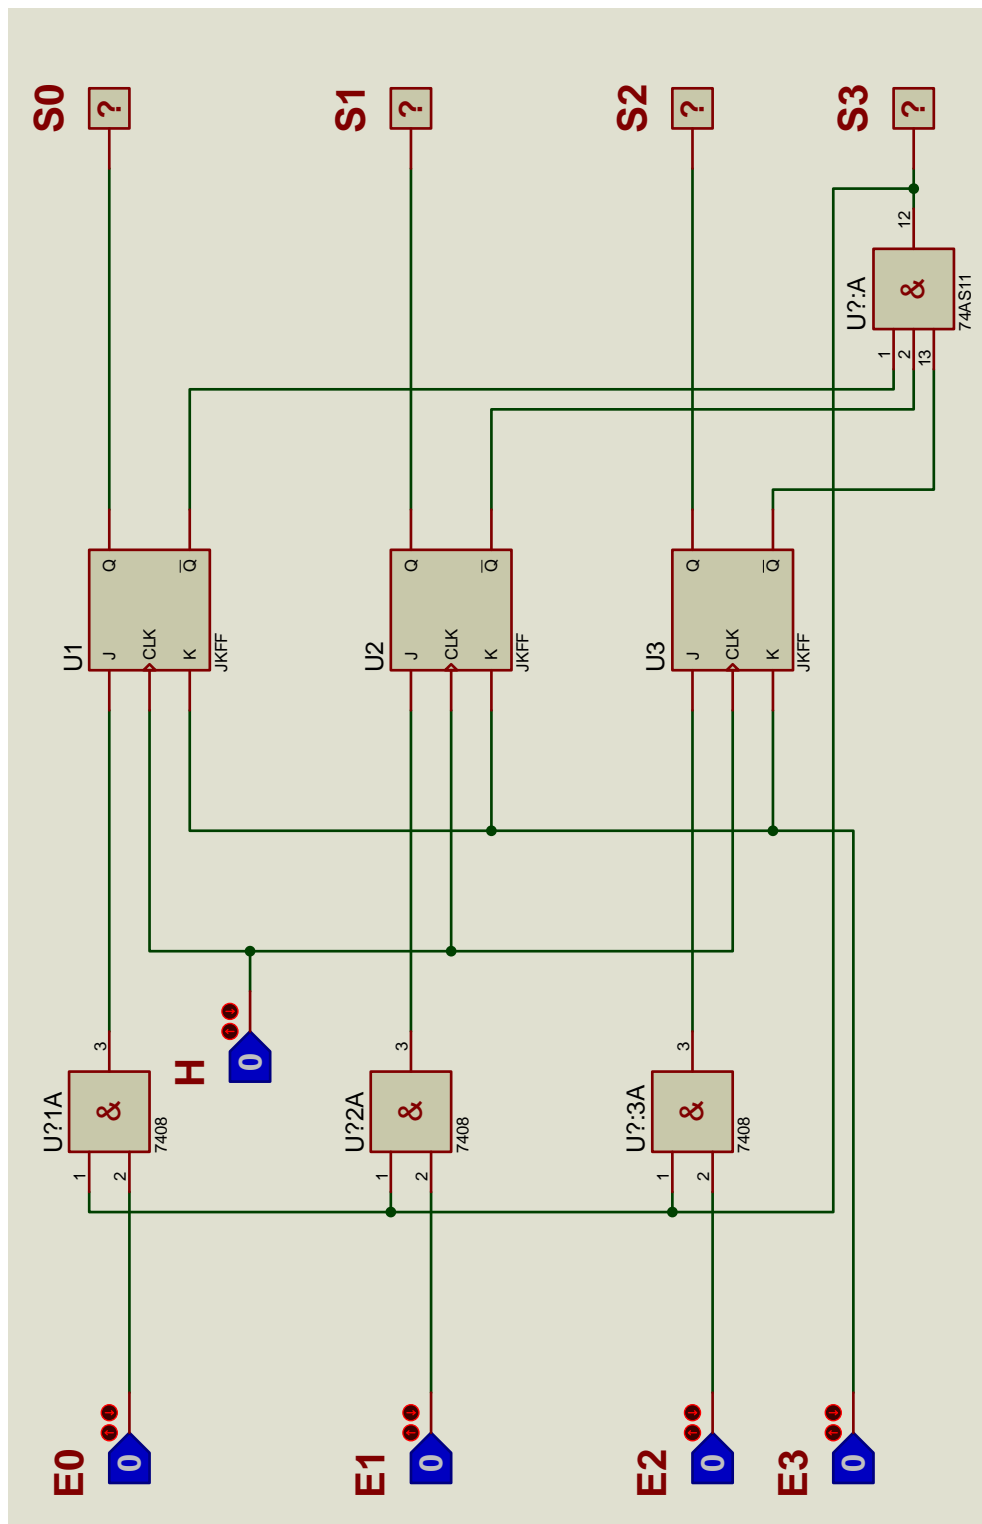 E0
0
U?1A
1
2
&
3
7408
H
0
U1
J
Q
CLK
K
Q̅
JKFF
S0
?
E1
0
U?2A
1
2
&
3
7408
U2
J
Q
CLK
K
Q̅
JKFF
S1
?
E2
0
U?:3A
1
2
&
3
7408
U3
J
Q
CLK
K
Q̅
JKFF
S2
?
E3
0
U?:A
1
2
13
&
12
74AS11
S3
?